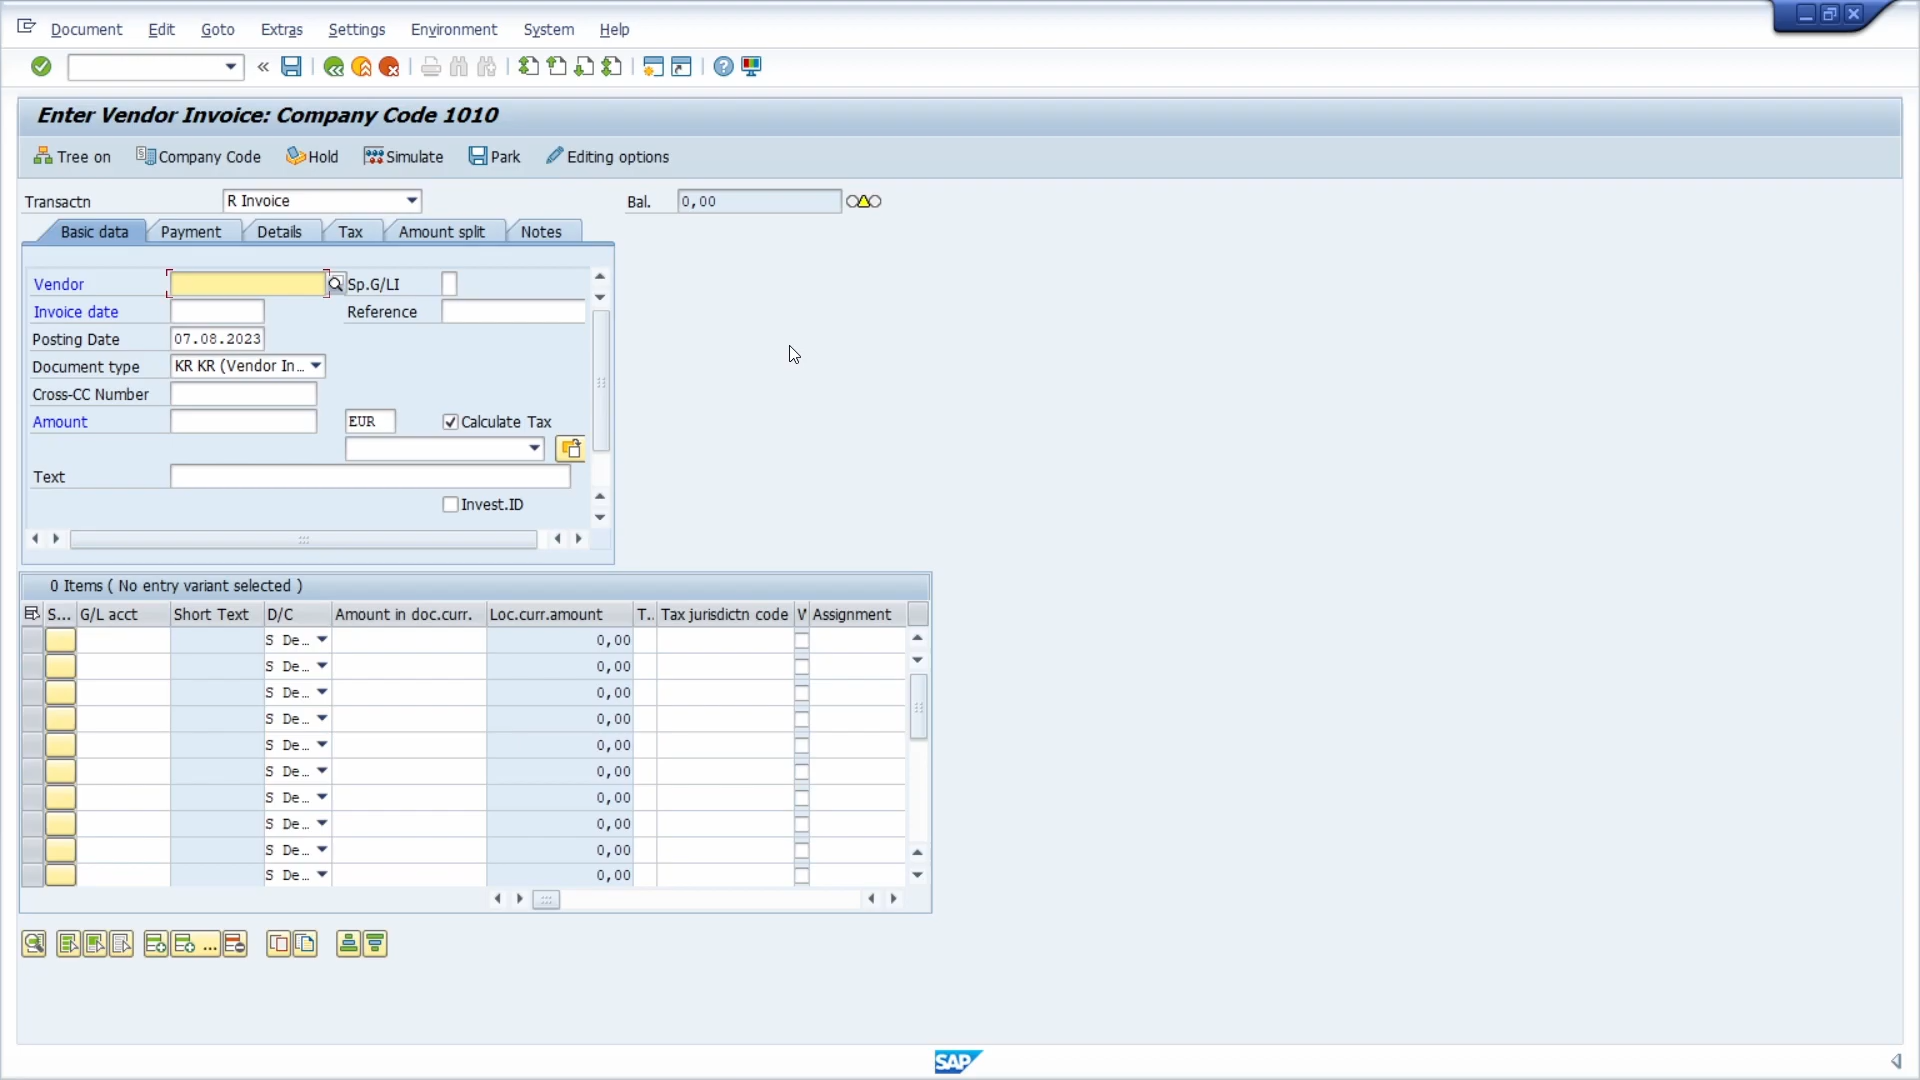 Document Edit Goto Extras Settings Environment System Help
Enter Vendor Invoice: Company Code 1010
Tree on Company Code Hold Simulate Park Editing options
Transactn R Invoice Bal. 0,00
Basic data Payment Details Tax Amount split Notes
Vendor Sp.G/LI
Invoice date Reference
Posting Date 07.08.2023
Document type KR KR (Vendor In...
Cross-CC Number
Amount EUR Calculate Tax
Text
Invest.ID
0 Items ( No entry variant selected )
S... G/L acct Short Text D/C Amount in doc.curr. Loc.curr.amount T.. Tax jurisdictn code V Assignment
S De... 0,00
S De... 0,00
S De... 0,00
S De... 0,00
S De... 0,00
S De... 0,00
S De... 0,00
S De... 0,00
S De... 0,00
S De... 0,00
SAP